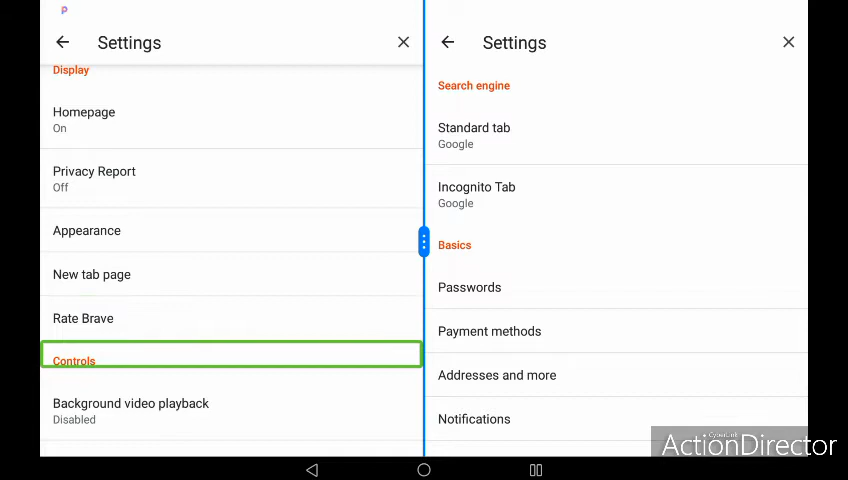 Settings
Display
Homepage
On
Privacy Report
Off
Appearance
New tab page
Rate Brave
Controls
Background video playback
Disabled
Settings
Search engine
Standard tab
Google
Incognito Tab
Google
Basics
Passwords
Payment methods
Addresses and more
Notifications
CyberLink
ActionDirector